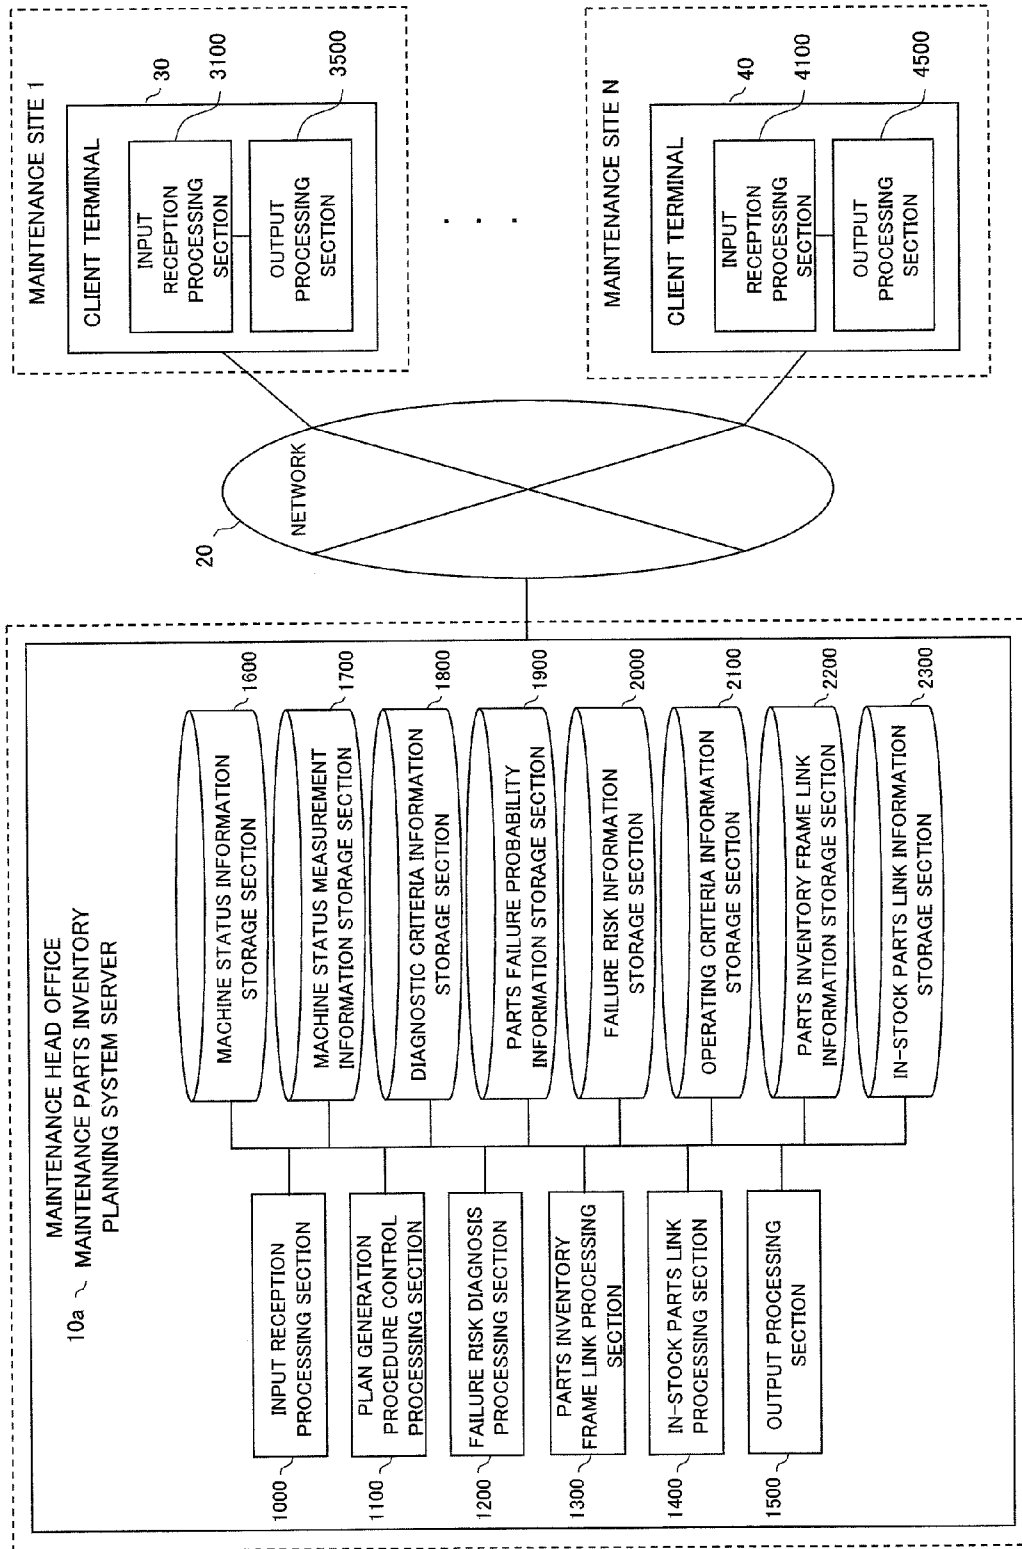 MAINTENANCE HEAD OFFICE
10a
MAINTENANCE PARTS INVENTORY
PLANNING SYSTEM SERVER
INPUT RECEPTION
PROCESSING SECTION
1000
PLAN GENERATION
PROCEDURE CONTROL
PROCESSING SECTION
1100
FAILURE RISK DIAGNOSIS
PROCESSING SECTION
1200
PARTS INVENTORY
FRAME LINK PROCESSING
SECTION
1300
IN-STOCK PARTS LINK
PROCESSING SECTION
1400
OUTPUT PROCESSING
SECTION
1500
MACHINE STATUS INFORMATION
STORAGE SECTION
1600
MACHINE STATUS MEASUREMENT
INFORMATION STORAGE SECTION
1700
DIAGNOSTIC CRITERIA INFORMATION
STORAGE SECTION
1800
PARTS FAILURE PROBABILITY
INFORMATION STORAGE SECTION
1900
FAILURE RISK INFORMATION
STORAGE SECTION
2000
OPERATING CRITERIA INFORMATION
STORAGE SECTION
2100
PARTS INVENTORY FRAME LINK
INFORMATION STORAGE SECTION
2200
IN-STOCK PARTS LINK INFORMATION
STORAGE SECTION
2300
20
NETWORK
MAINTENANCE SITE 1
CLIENT TERMINAL
30
INPUT
RECEPTION
PROCESSING
SECTION
3100
OUTPUT
PROCESSING
SECTION
3500
. . .
MAINTENANCE SITE N
CLIENT TERMINAL
40
INPUT
RECEPTION
PROCESSING
SECTION
4100
OUTPUT
PROCESSING
SECTION
4500